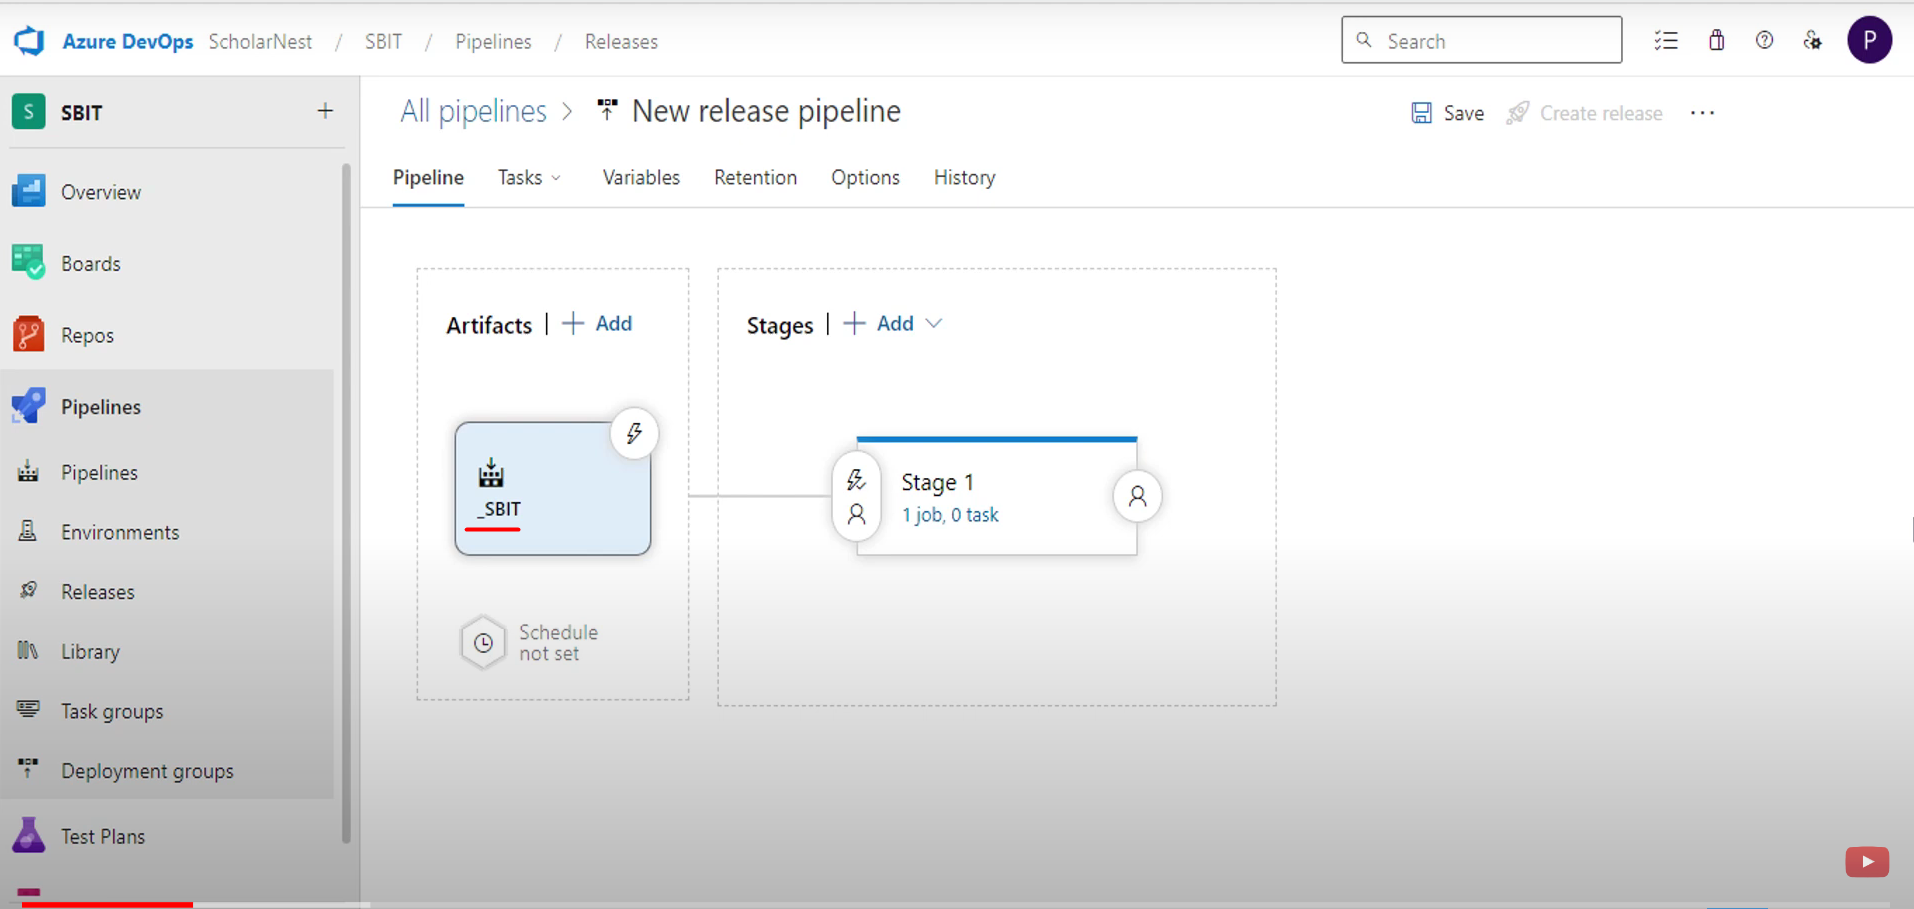 Azure DevOps ScholarNest / SBIT / Pipelines / Releases
Search
P
S SBIT +
All pipelines > New release pipeline
Save Create release ...
Pipeline Tasks Variables Retention Options History
Overview
Boards
Repos
Pipelines
Pipelines
Environments
Releases
Library
Task groups
Deployment groups
Test Plans
Artifacts | + Add
_SBIT
Schedule
not set
Stages | + Add
Stage 1
1 job, 0 task